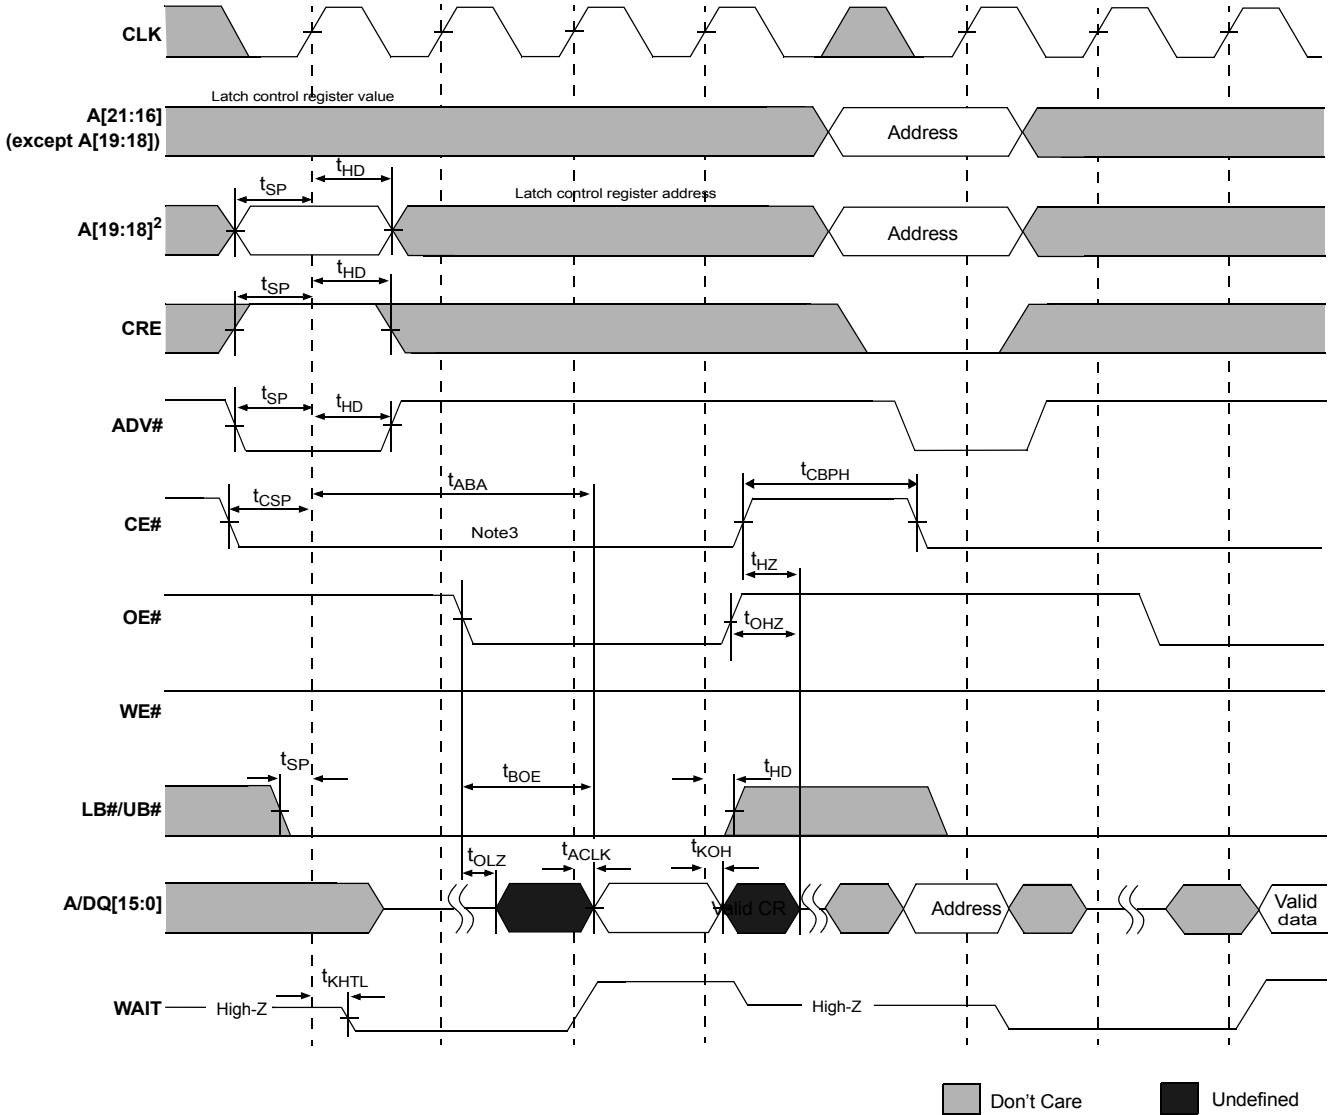 CLK
Latch control register value
A[21:16]
(except A[19:18])
Address
tSP
tHD
Latch control register address
A[19:18]2
Address
tSP
tHD
CRE
tSP
tHD
ADV#
tCSP
tABA
tCBPH
CE#
Note3
tHZ
OE#
tOHZ
WE#
tSP
tBOE
tHD
LB#/UB#
tOLZ
tACLK
tKOH
A/DQ[15:0]
Valid CR
Address
Valid
data
tKHTL
WAIT
High-Z
High-Z
Don't Care
Undefined